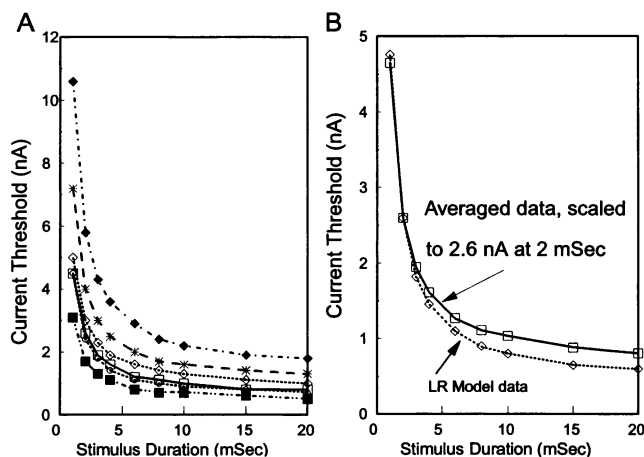 A
12
10
8
6
4
2
0
0
5
10
15
20
Current Threshold (nA)
Stimulus Duration (mSec)
B
5
4
3
2
1
0
0
5
10
15
20
Current Threshold (nA)
Stimulus Duration (mSec)
Averaged data, scaled
to 2.6 nA at 2 mSec
LR Model data